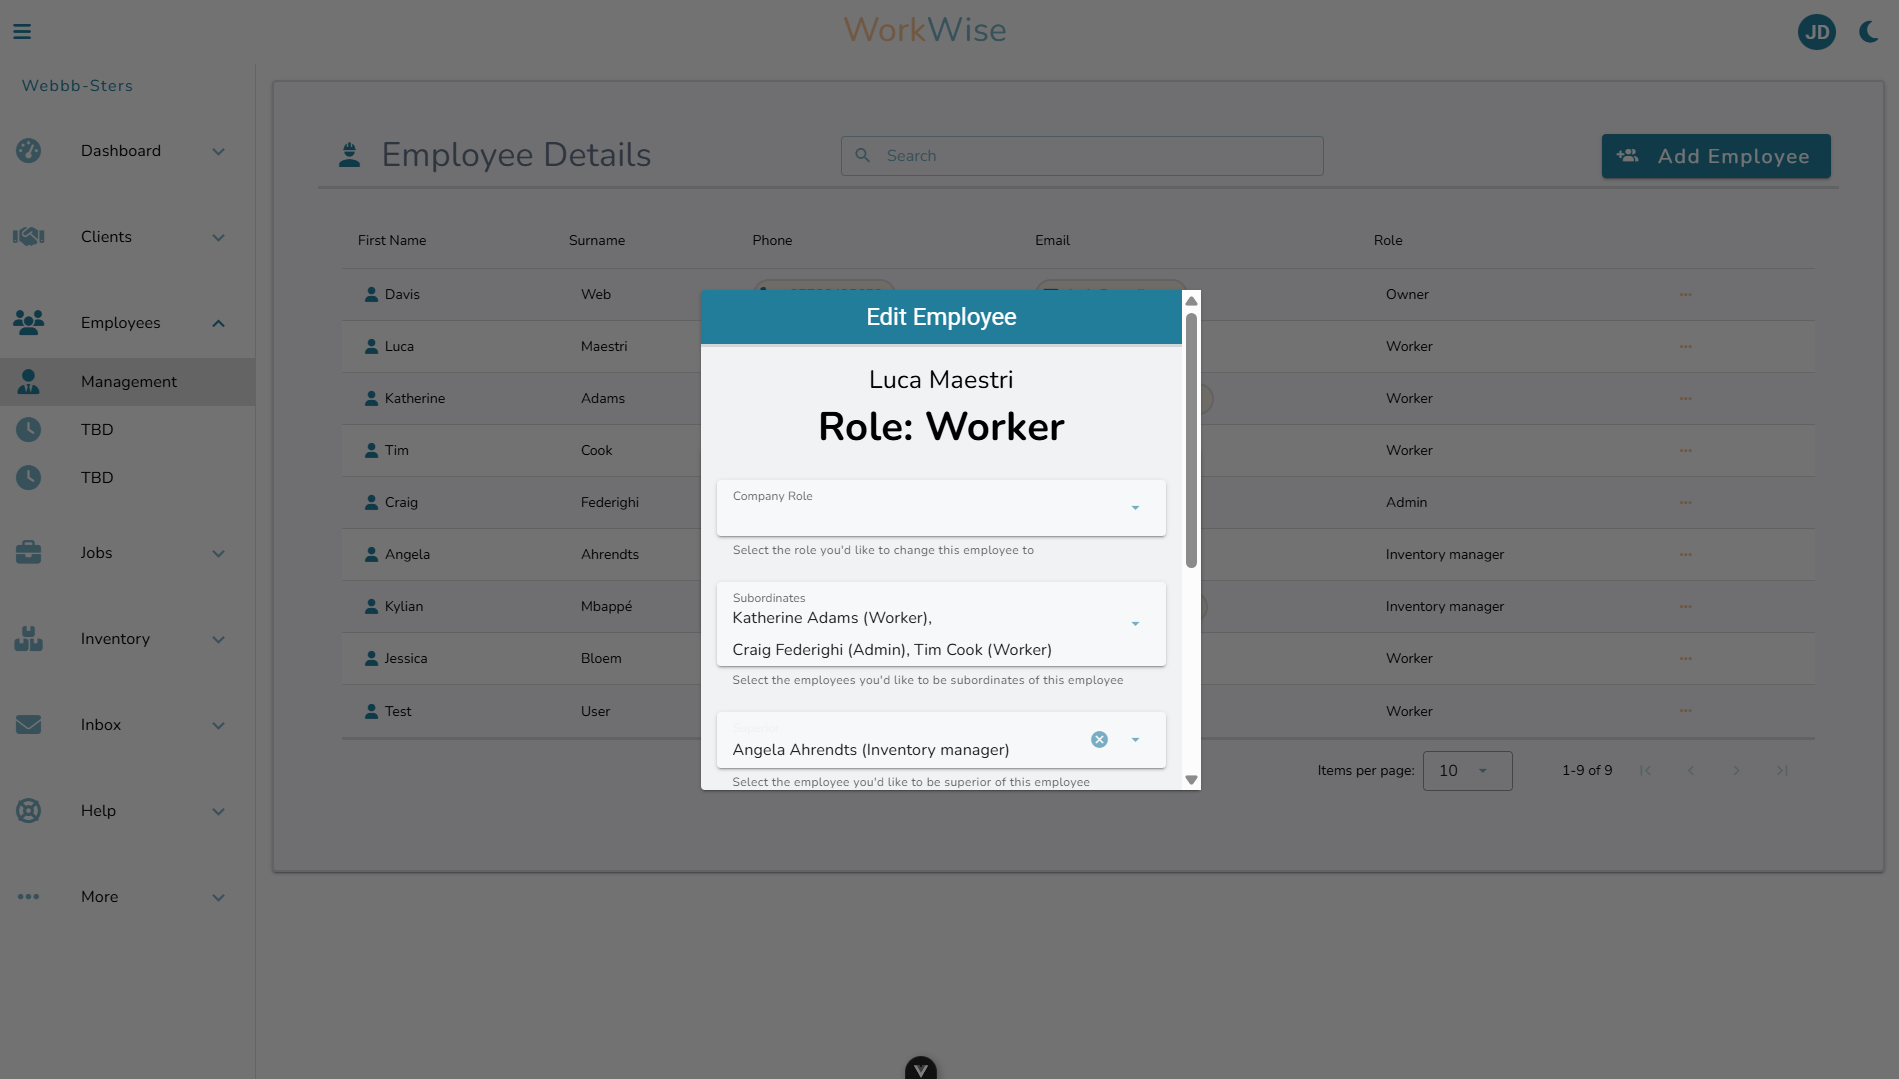 WorkWise
JD
Webbb-Sters
Dashboard
Clients
Employees
Management
TBD
TBD
Jobs
Inventory
Inbox
Help
More
Employee Details
Search
Add Employee
First Name Surname Phone Email Role
Davis Web Owner
Luca Maestri Worker
Katherine Adams Worker
Tim Cook Worker
Craig Federighi Admin
Angela Ahrendts Inventory manager
Kylian Mbappé Inventory manager
Jessica Bloem Worker
Test User Worker
Items per page: 10 1-9 of 9
Edit Employee
Luca Maestri
Role: Worker
Company Role
Select the role you'd like to change this employee to
Subordinates
Katherine Adams (Worker),
Craig Federighi (Admin), Tim Cook (Worker)
Select the employees you'd like to be subordinates of this employee
Superior
Angela Ahrendts (Inventory manager)
Select the employee you'd like to be superior of this employee